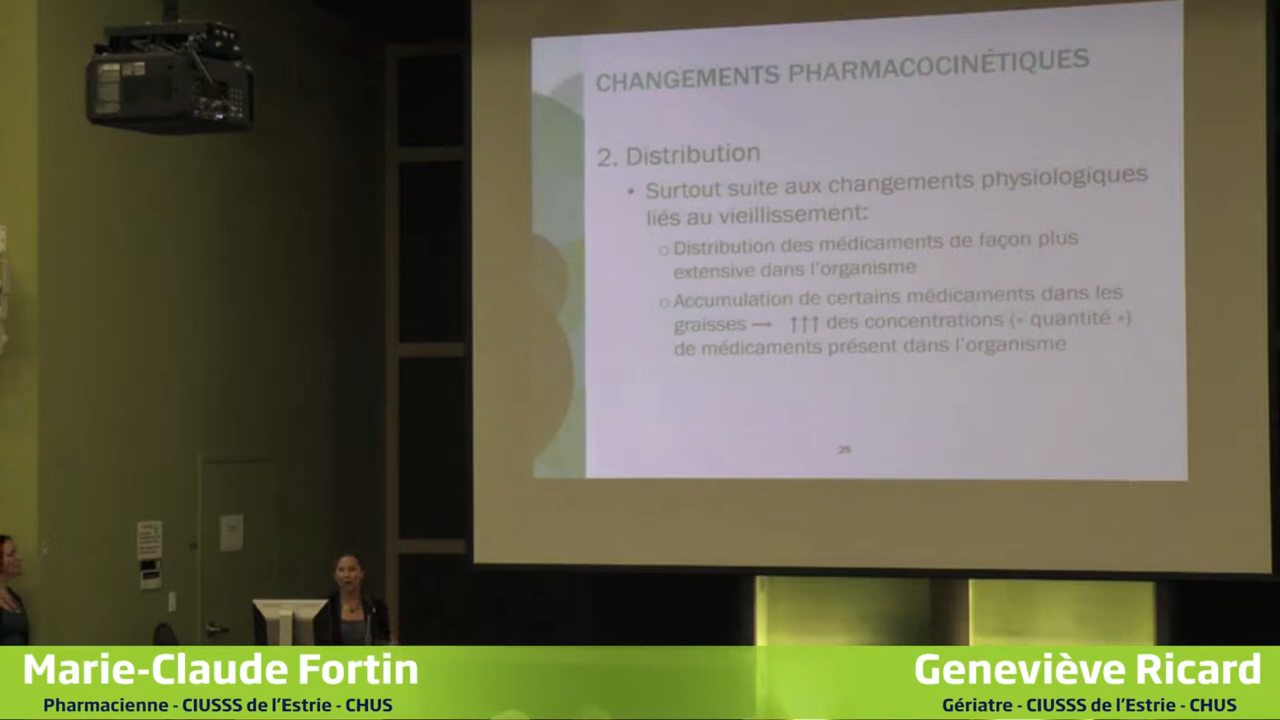 CHANGEMENTS PHARMACOCINÉTIQUES
2. Distribution
• Surtout suite aux changements physiologiques
liés au vieillissement:
○ Distribution des médicaments de façon plus
extensive dans l'organisme
○ Accumulation de certains médicaments dans les
graisses → ↑↑↑ des concentrations (« quantité »)
de médicaments présent dans l'organisme
Marie-Claude Fortin
Pharmacienne - CIUSSS de l'Estrie - CHUS
Geneviève Ricard
Gériatre - CIUSSS de l'Estrie - CHUS